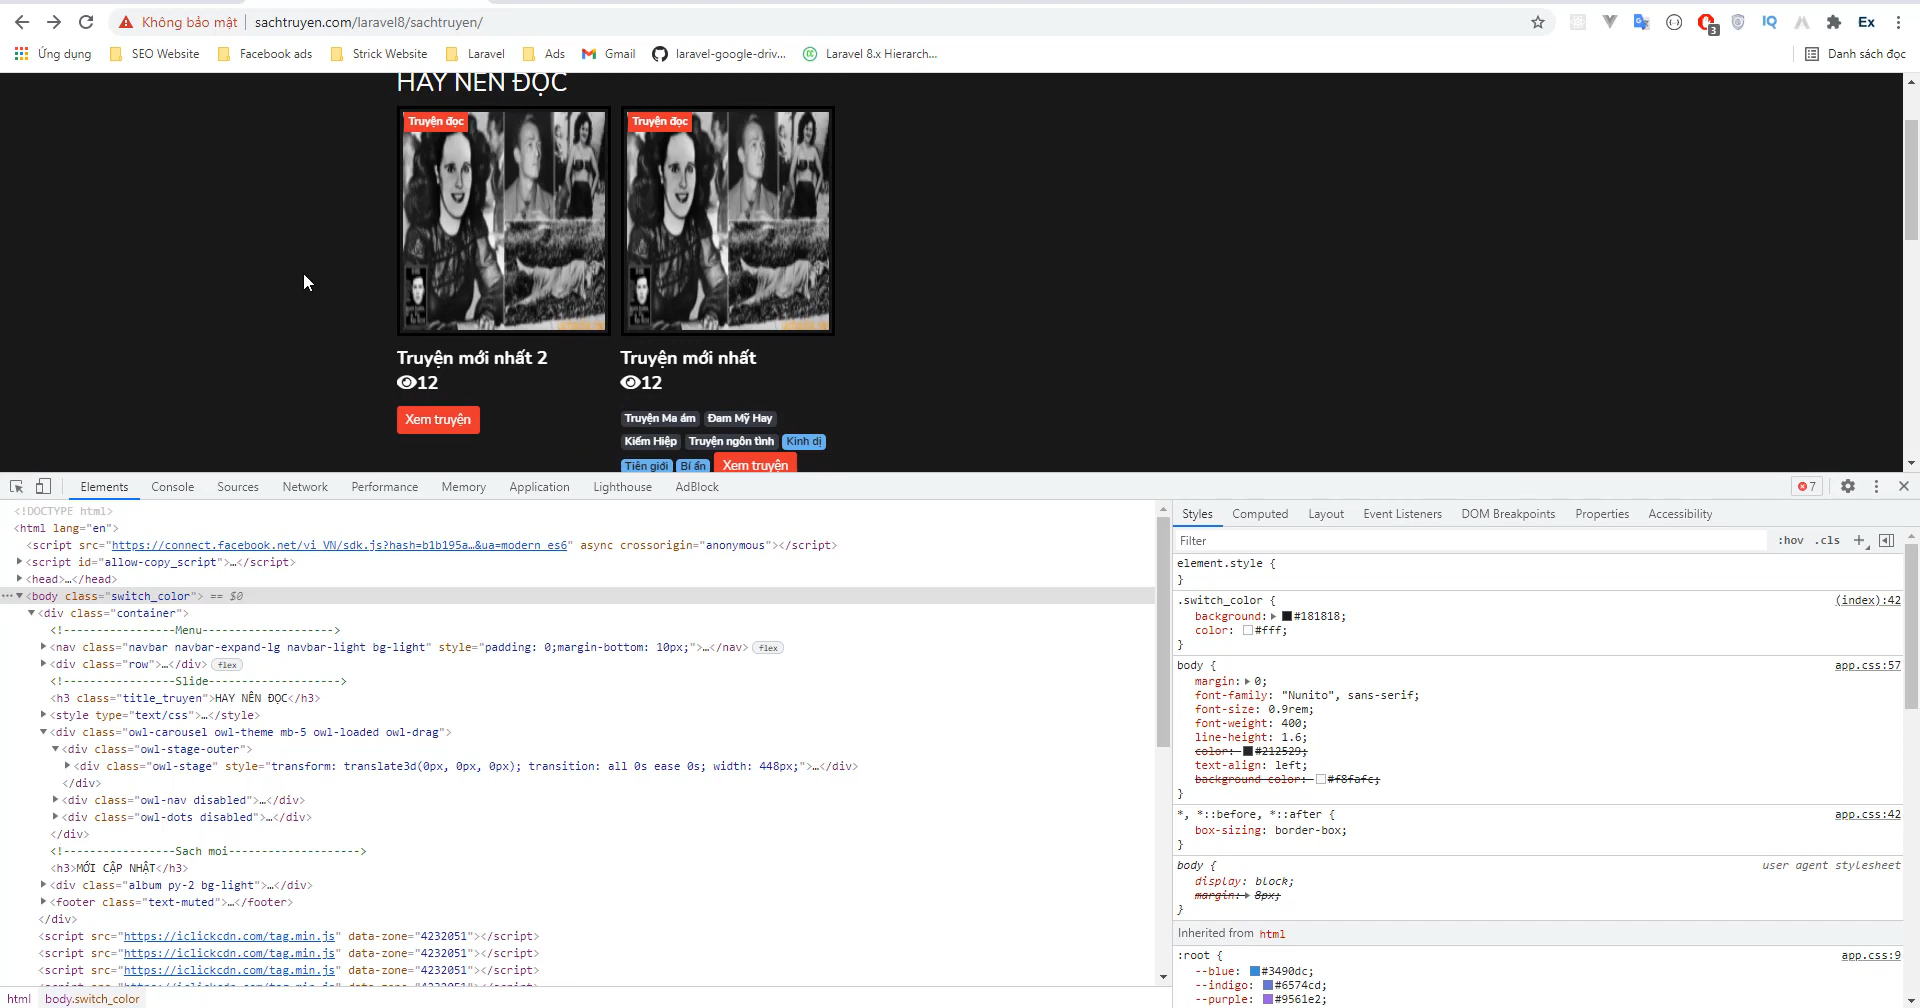 Không bảo mật sachtruyen.com/laravel8/sachtruyen/
3
IQ
Ex
Ứng dụng SEO Website Facebook ads Strick Website Laravel Ads Gmail laravel-google-driv... Laravel 8.x Hierarch... Danh sách đọc
HAY NÊN ĐỌC
Truyện đọc Truyện đọc
Truyện mới nhất 2 Truyện mới nhất
12 12
Xem truyện
Truyện Ma ám Đam Mỹ Hay
Kiếm Hiệp Truyện ngôn tình Kinh dị
Tiên giới Bí ẩn Xem truyện
Elements Console Sources Network Performance Memory Application Lighthouse AdBlock 7
<!DOCTYPE html>
<html lang="en">
<script src="https://connect.facebook.net/vi_VN/sdk.js?hash=b1b195a…&ua=modern_es6" async crossorigin="anonymous"></script>
<script id="allow-copy_script">…</script>
<head>…</head>
<body class="switch_color"> == $0
<div class="container">
<!-----------------Menu-------------------->
<nav class="navbar navbar-expand-lg navbar-light bg-light" style="padding: 0;margin-bottom: 10px;">…</nav> flex
<div class="row">…</div> flex
<!-----------------Slide-------------------->
<h3 class="title_truyen">HAY NÊN ĐỌC</h3>
<style type="text/css">…</style>
<div class="owl-carousel owl-theme mb-5 owl-loaded owl-drag">
<div class="owl-stage-outer">
<div class="owl-stage" style="transform: translate3d(0px, 0px, 0px); transition: all 0s ease 0s; width: 448px;">…</div>
</div>
<div class="owl-nav disabled">…</div>
<div class="owl-dots disabled">…</div>
</div>
<!-----------------Sach moi-------------------->
<h3>MỚI CẬP NHẬT</h3>
<div class="album py-2 bg-light">…</div>
<footer class="text-muted">…</footer>
</div>
<script src="https://iclickcdn.com/tag.min.js" data-zone="4232051"></script>
<script src="https://iclickcdn.com/tag.min.js" data-zone="4232051"></script>
<script src="https://iclickcdn.com/tag.min.js" data-zone="4232051"></script>
html body.switch_color
Styles Computed Layout Event Listeners DOM Breakpoints Properties Accessibility
Filter :hov .cls +
element.style {
}
.switch_color { (index):42
background: #181818;
color: #fff;
}
body { app.css:57
margin: 0;
font-family: "Nunito", sans-serif;
font-size: 0.9rem;
font-weight: 400;
line-height: 1.6;
color: #212529;
text-align: left;
background-color: #f8fafc;
}
*, *::before, *::after { app.css:42
box-sizing: border-box;
}
body { user agent stylesheet
display: block;
margin: 8px;
}
Inherited from html
:root { app.css:9
--blue: #3490dc;
--indigo: #6574cd;
--purple: #9561e2;